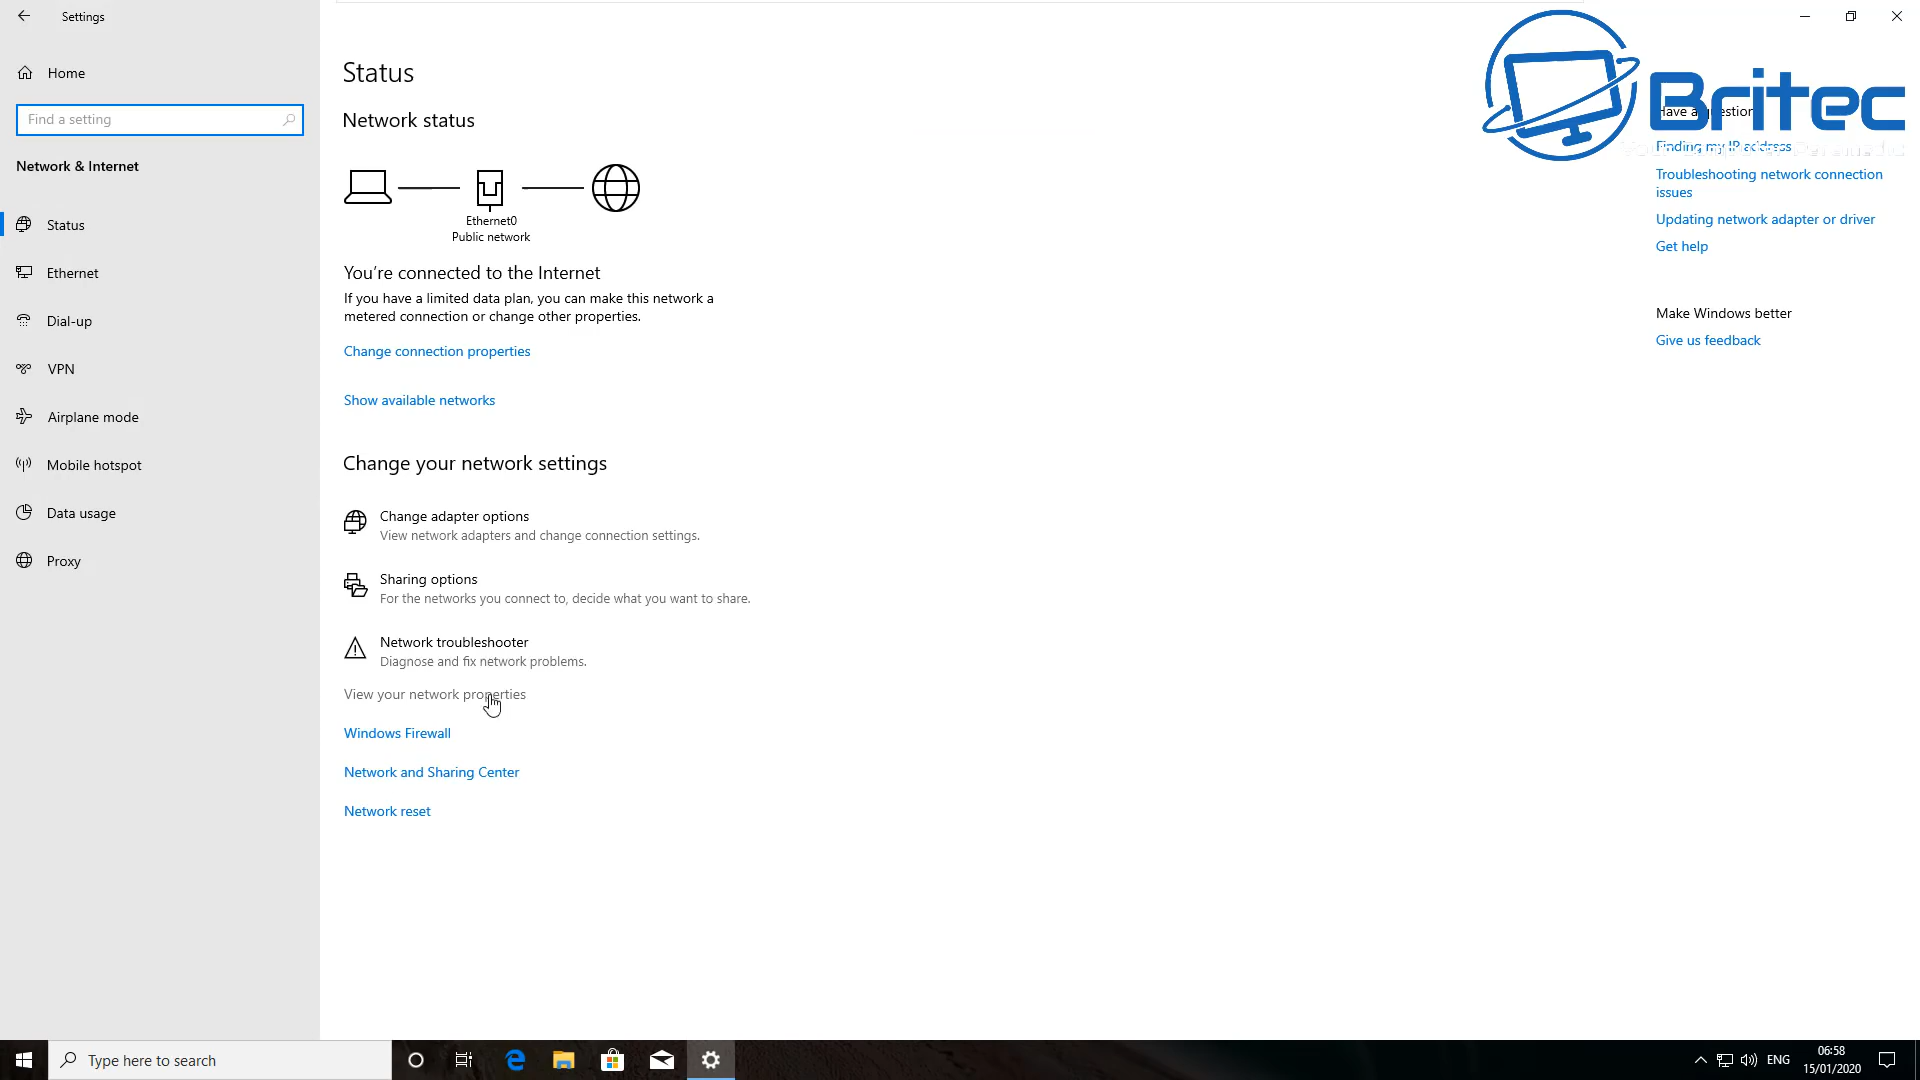 Settings
Home
Find a setting
Network & Internet
Status
Ethernet
Dial-up
VPN
Airplane mode
Mobile hotspot
Data usage
Proxy
Status
Network status
Ethernet0
Public network
You're connected to the Internet
If you have a limited data plan, you can make this network a
metered connection or change other properties.
Change connection properties
Show available networks
Change your network settings
Change adapter options
View network adapters and change connection settings.
Sharing options
For the networks you connect to, decide what you want to share.
Network troubleshooter
Diagnose and fix network problems.
View your network properties
Windows Firewall
Network and Sharing Center
Network reset
Britec
Have a question
Finding my IP address
Troubleshooting network connection
issues
Updating network adapter or driver
Get help
Make Windows better
Give us feedback
Type here to search
ENG
06:58
15/01/2020